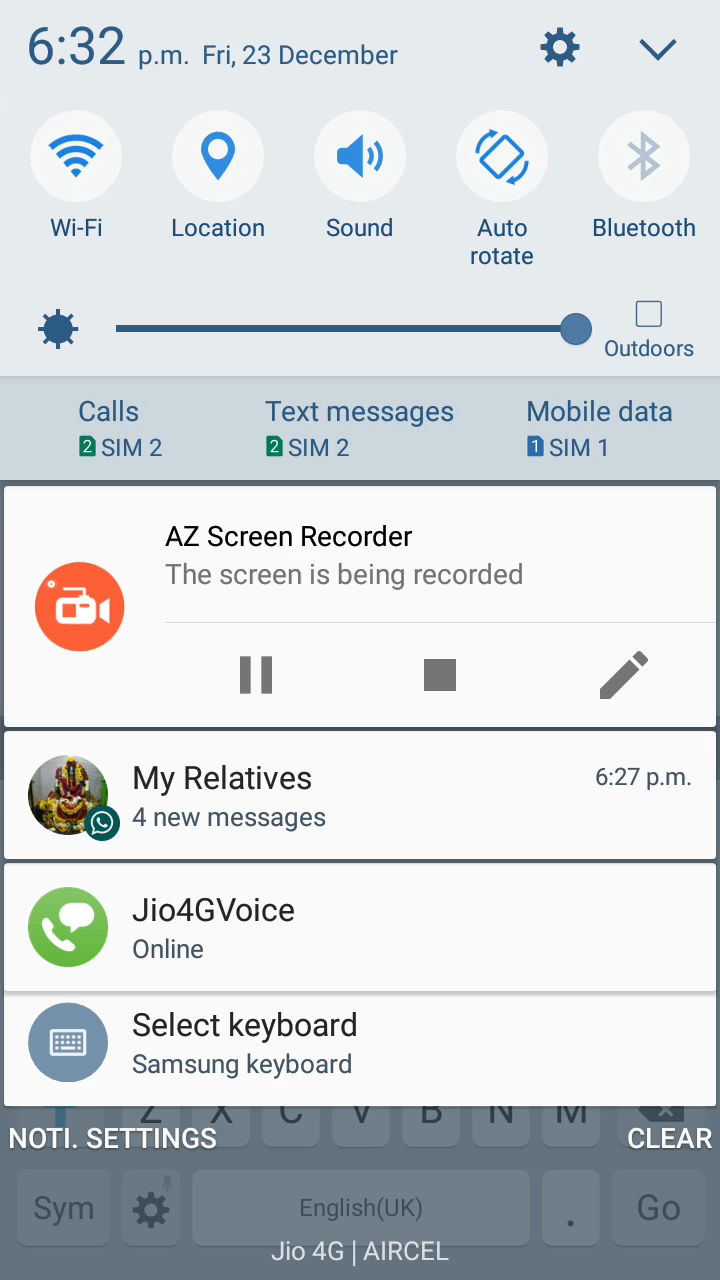 6:32 p.m. Fri, 23 December
Wi-Fi
Location
Sound
Auto
rotate
Bluetooth
Outdoors
Calls
2 SIM 2
Text messages
2 SIM 2
Mobile data
1 SIM 1
AZ Screen Recorder
The screen is being recorded
My Relatives
6:27 p.m.
4 new messages
Jio4GVoice
Online
Select keyboard
Samsung keyboard
Z X C V B N M
NOTI. SETTINGS
CLEAR
Sym
English(UK)
.
Go
Jio 4G | AIRCEL